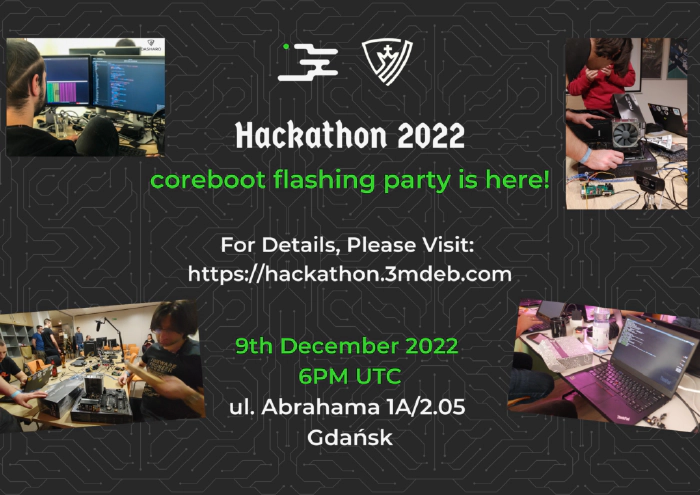 Hackathon 2022
coreboot flashing party is here!
For Details, Please Visit:
https://hackathon.3mdeb.com
9th December 2022
6PM UTC
ul. Abrahama 1A/2.05
Gdańsk